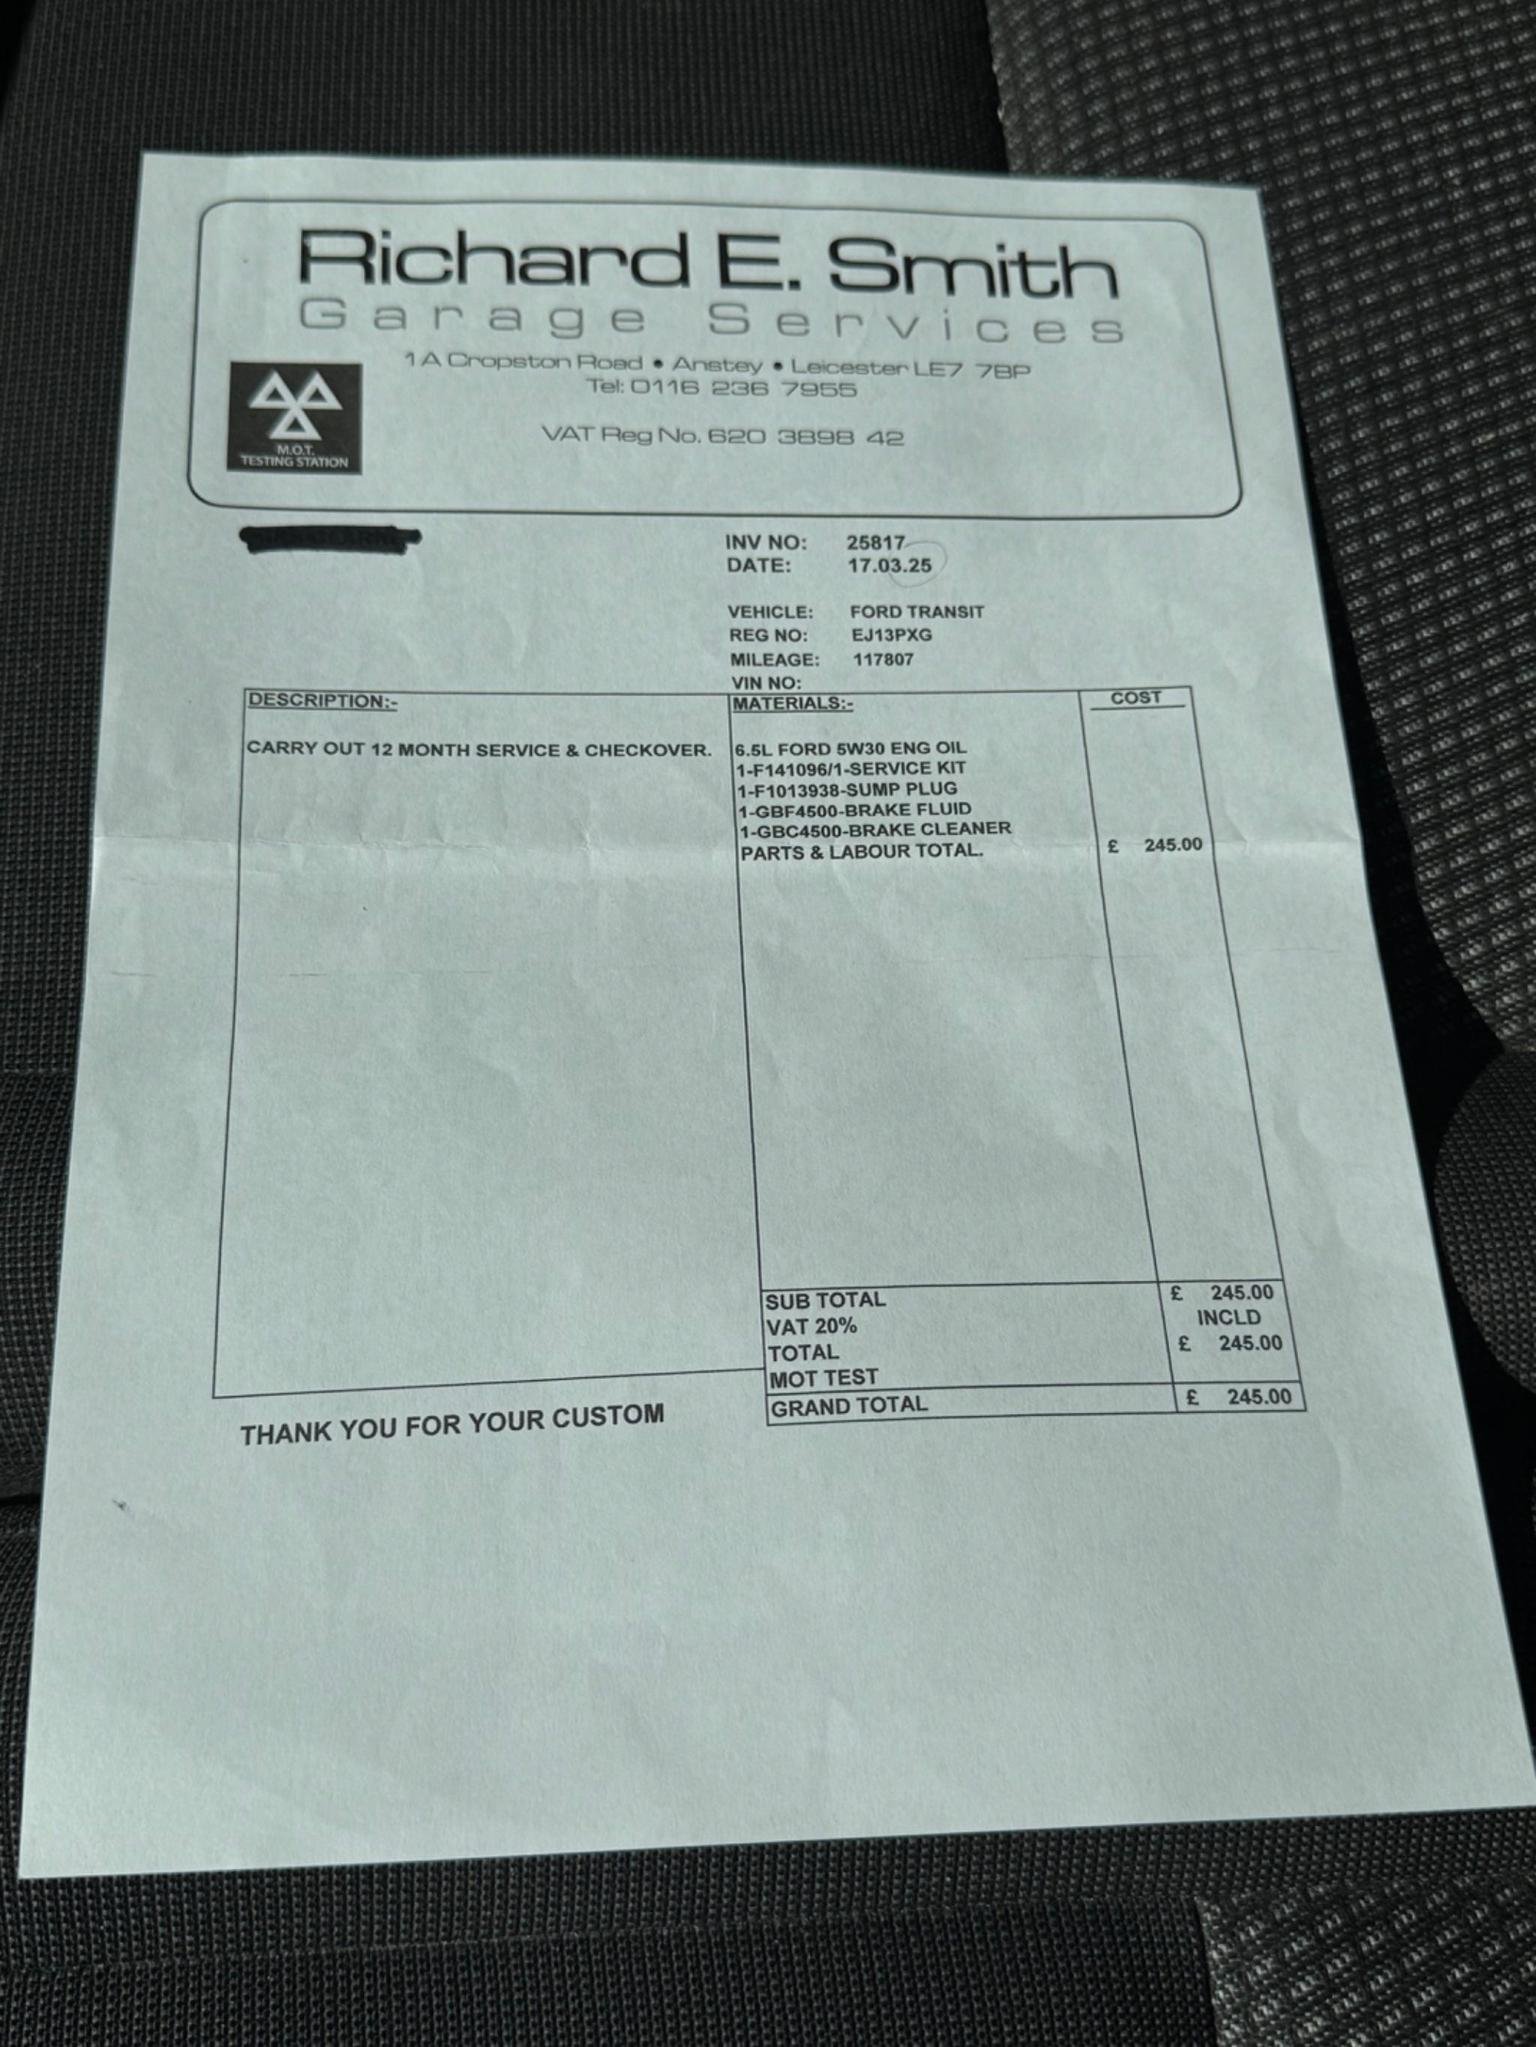 Richard E. Smith
Garage Services
1A Cropston Road • Anstey • Leicester LE7 7BP
Tel: 0116 236 7955
VAT Reg No. 620 3898 42
M.O.T.
TESTING STATION
INV NO: 25817
DATE: 17.03.25
VEHICLE: FORD TRANSIT
REG NO: EJ13PXG
MILEAGE: 117807
VIN NO:
DESCRIPTION:- MATERIALS:- COST
CARRY OUT 12 MONTH SERVICE & CHECKOVER. 6.5L FORD 5W30 ENG OIL
1-F141096/1-SERVICE KIT
1-F1013938-SUMP PLUG
1-GBF4500-BRAKE FLUID
1-GBC4500-BRAKE CLEANER
PARTS & LABOUR TOTAL. £ 245.00
SUB TOTAL £ 245.00
VAT 20% INCLD
TOTAL £ 245.00
MOT TEST
GRAND TOTAL £ 245.00
THANK YOU FOR YOUR CUSTOM